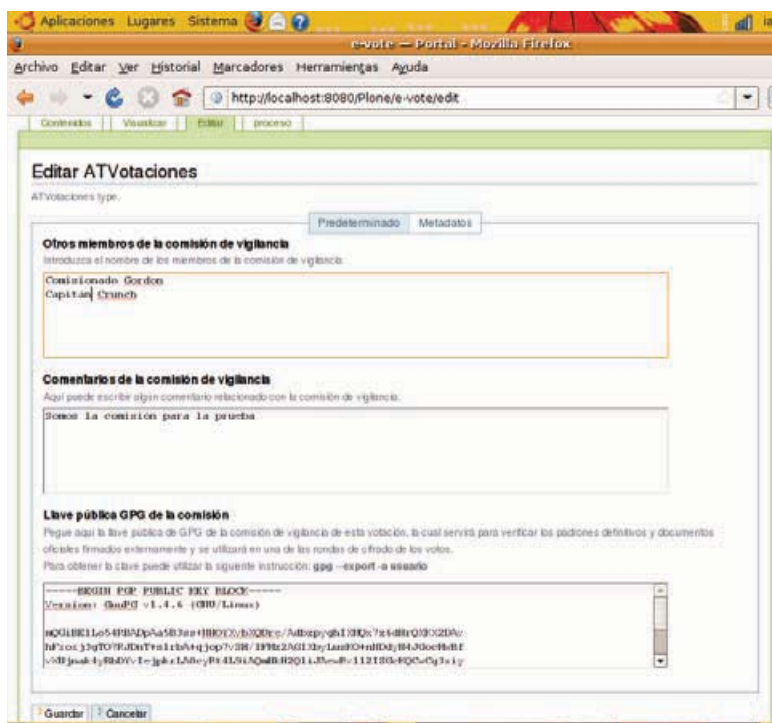 Aplicaciones Lugares Sistema
e-vote — Portal - Mozilla Firefox
Archivo Editar Ver Historial Marcadores Herramientas Ayuda
http://localhost:8080/Plone/e-vote/edit
Contenidos Visualizar Editar proceso
Editar ATVotaciones
ATVotaciones type.
Predeterminado Metadatos
Otros miembros de la comisión de vigilancia
Introduzca el nombre de los miembros de la comisión de vigilancia.
Comisionado Gordon
Capitan Crunch
Comentarios de la comisión de vigilancia
Aquí puede escribir algún comentario relacionado con la comisión de vigilancia.
Somos la comisión para la prueba
Llave pública GPG de la comisión
Pegue aquí la llave pública de GPG de la comisión de vigilancia de esta votación, la cual servirá para verificar los padrones definitivos y documentos
oficiales firmados externamente y se utilizará en una de las rondas de cifrado de los votos.
Para obtener la clave puede utilizar la siguiente instrucción: gpg --export -a usuario
-----BEGIN PGP PUBLIC KEY BLOCK-----
Version: GnuPG v1.4.6 (GNU/Linux)
Guardar Cancelar